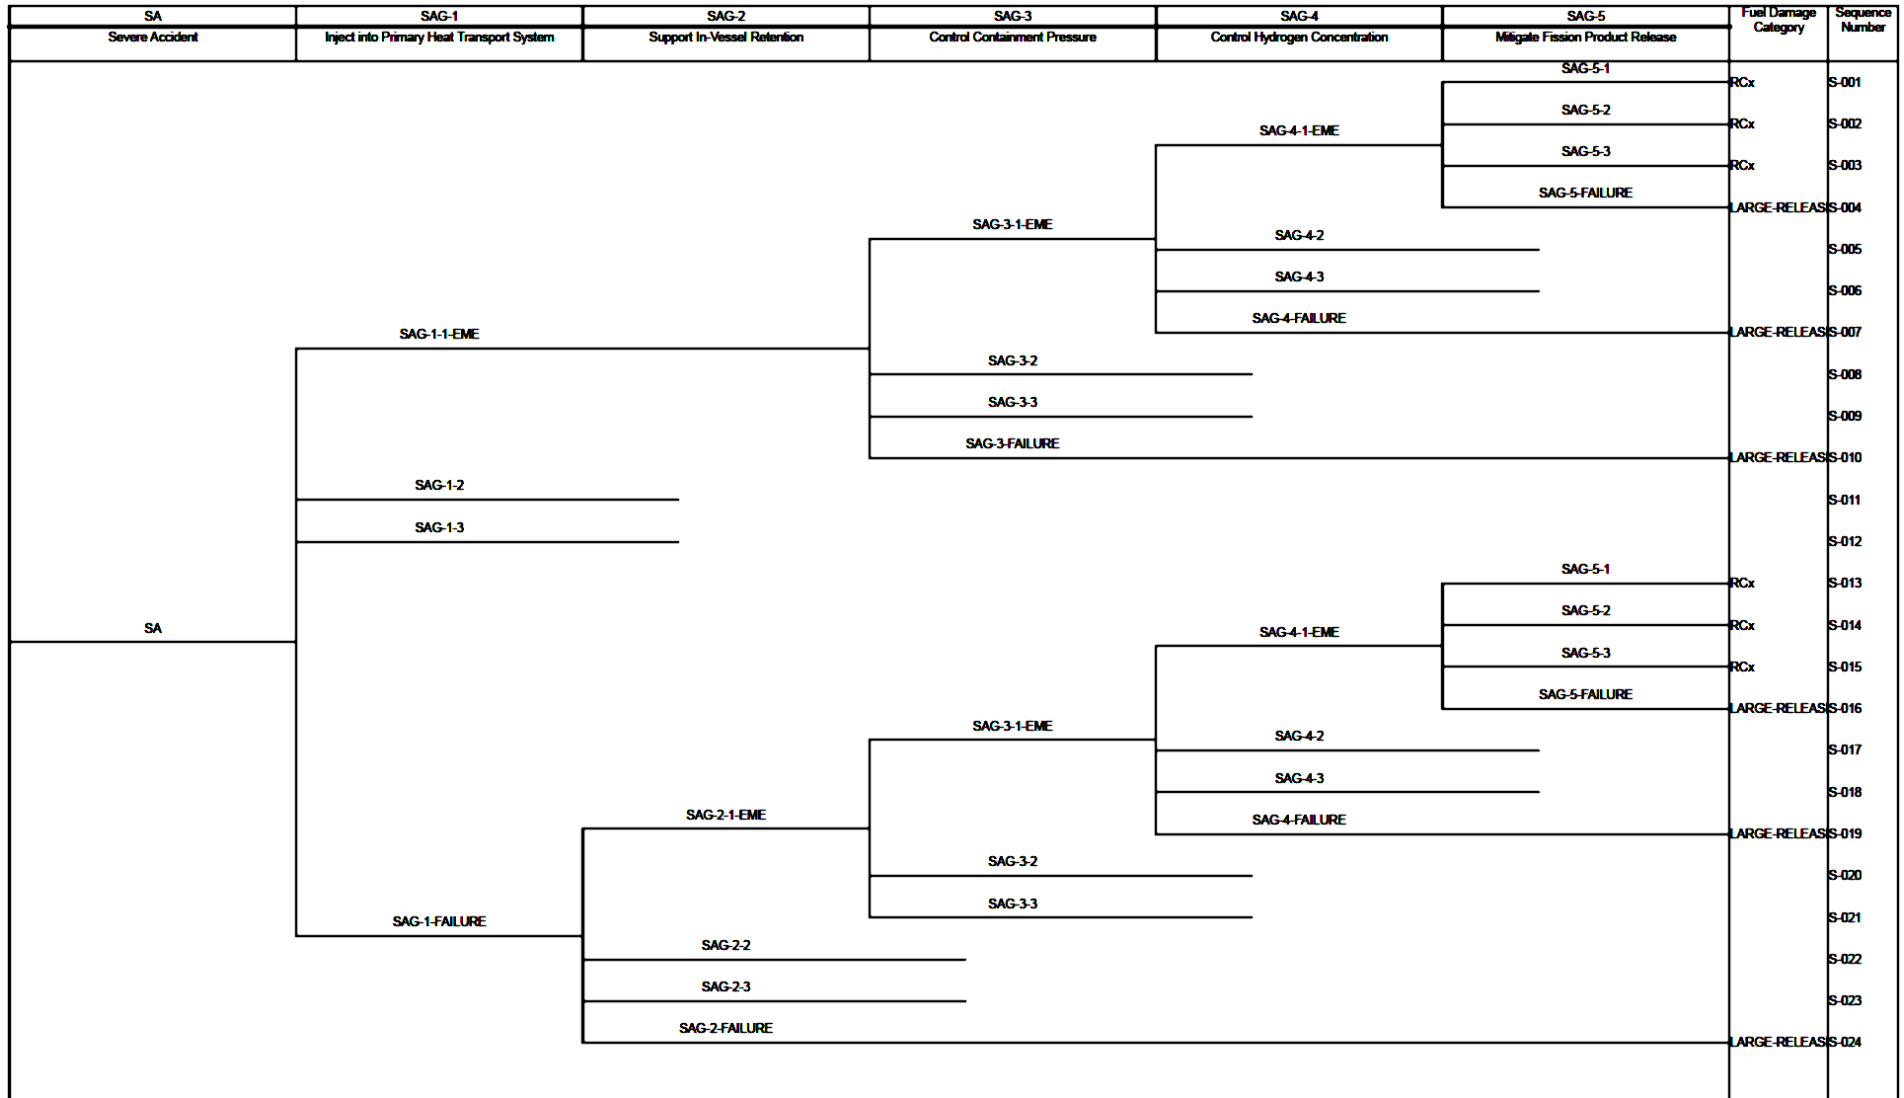 SA SAG-1 SAG-2 SAG-3 SAG-4 SAG-5 Fuel Damage Category Sequence Number
Severe Accident Inject into Primary Heat Transport System Support In-Vessel Retention Control Containment Pressure Control Hydrogen Concentration Mitigate Fission Product Release
SAG-5-1
RCx S-001
SAG-5-2
RCx S-002
SAG-4-1-EME
SAG-5-3
RCx S-003
SAG-5-FAILURE
LARGE-RELEAS S-004
SAG-3-1-EME
SAG-4-2
S-005
SAG-4-3
S-006
SAG-4-FAILURE
LARGE-RELEAS S-007
SAG-1-1-EME
SAG-3-2
S-008
SAG-3-3
S-009
SAG-3-FAILURE
LARGE-RELEAS S-010
SAG-1-2
S-011
SAG-1-3
S-012
SAG-5-1
RCx S-013
SAG-5-2
RCx S-014
SA
SAG-4-1-EME
SAG-5-3
RCx S-015
SAG-5-FAILURE
LARGE-RELEAS S-016
SAG-3-1-EME
SAG-4-2
S-017
SAG-4-3
S-018
SAG-2-1-EME
SAG-4-FAILURE
LARGE-RELEAS S-019
SAG-3-2
S-020
SAG-3-3
S-021
SAG-1-FAILURE
SAG-2-2
S-022
SAG-2-3
S-023
SAG-2-FAILURE
LARGE-RELEAS S-024